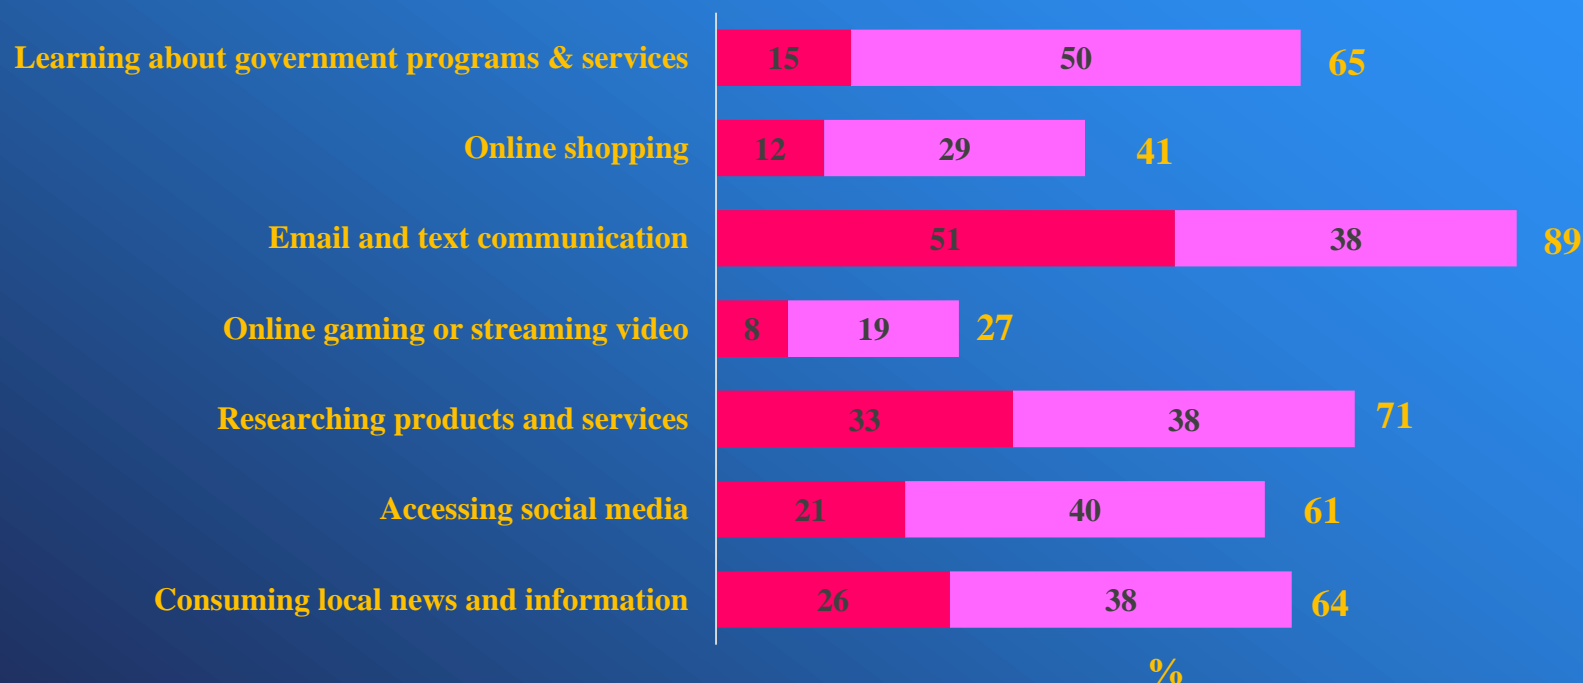 Learning about government programs & services 15 50 65
Online shopping 12 29 41
Email and text communication 51 38 89
Online gaming or streaming video 8 19 27
Researching products and services 33 38 71
Accessing social media 21 40 61
Consuming local news and information 26 38 64
%